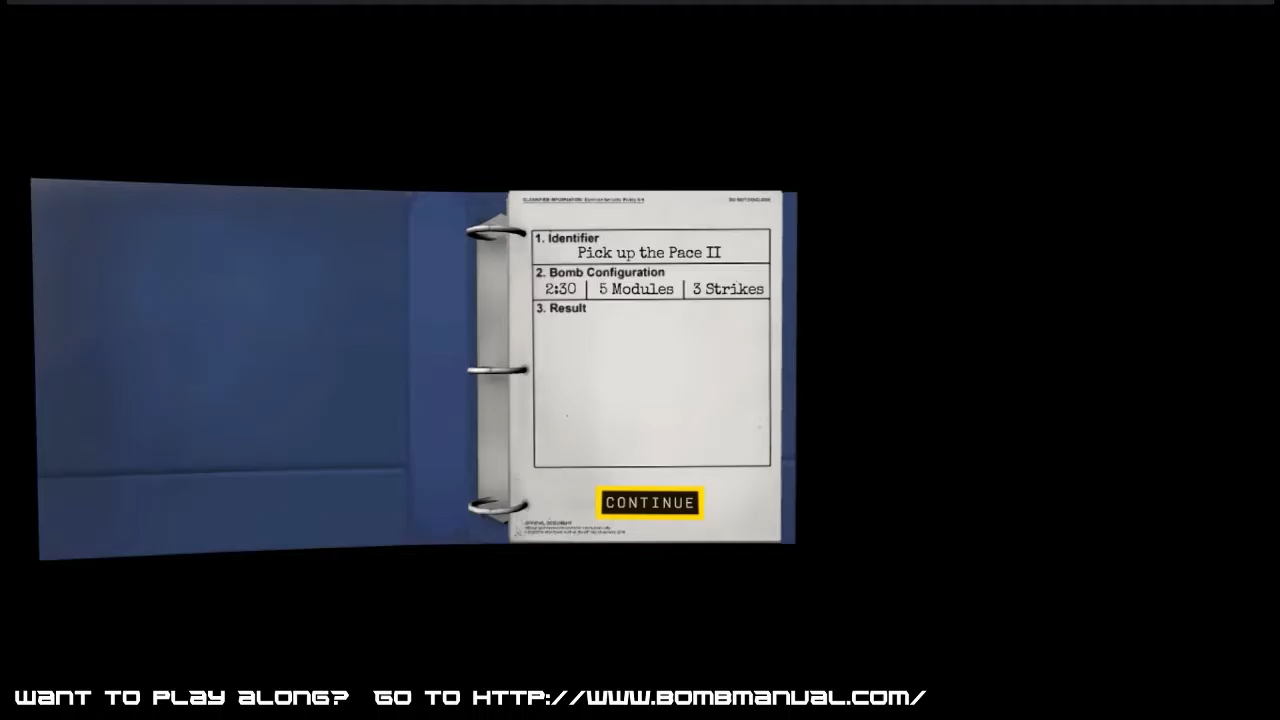 1. Identifier
Pick up the Pace II
2. Bomb Configuration
2:30 5 Modules 3 Strikes
3. Result
CONTINUE
WANT TO PLAY ALONG? GO TO HTTP://WWW.BOMBMANUAL.COM/